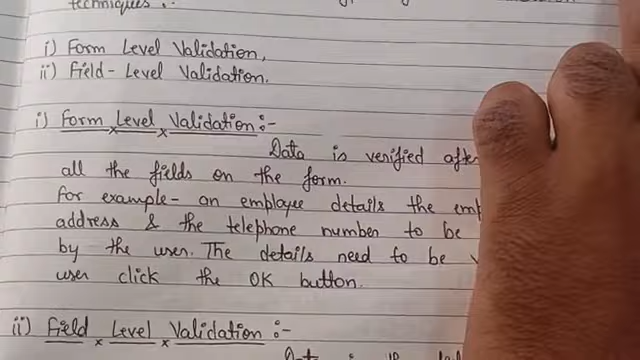 techniques :-
i) Form Level Validation,
ii) Field-Level Validation.
i) Form Level Validation :-
Data is verified after
all the fields on the form.
For example - an employee details the
address & the telephone number to be
by the user. The details need to be
user click the OK button.
ii) Field Level Validation :-